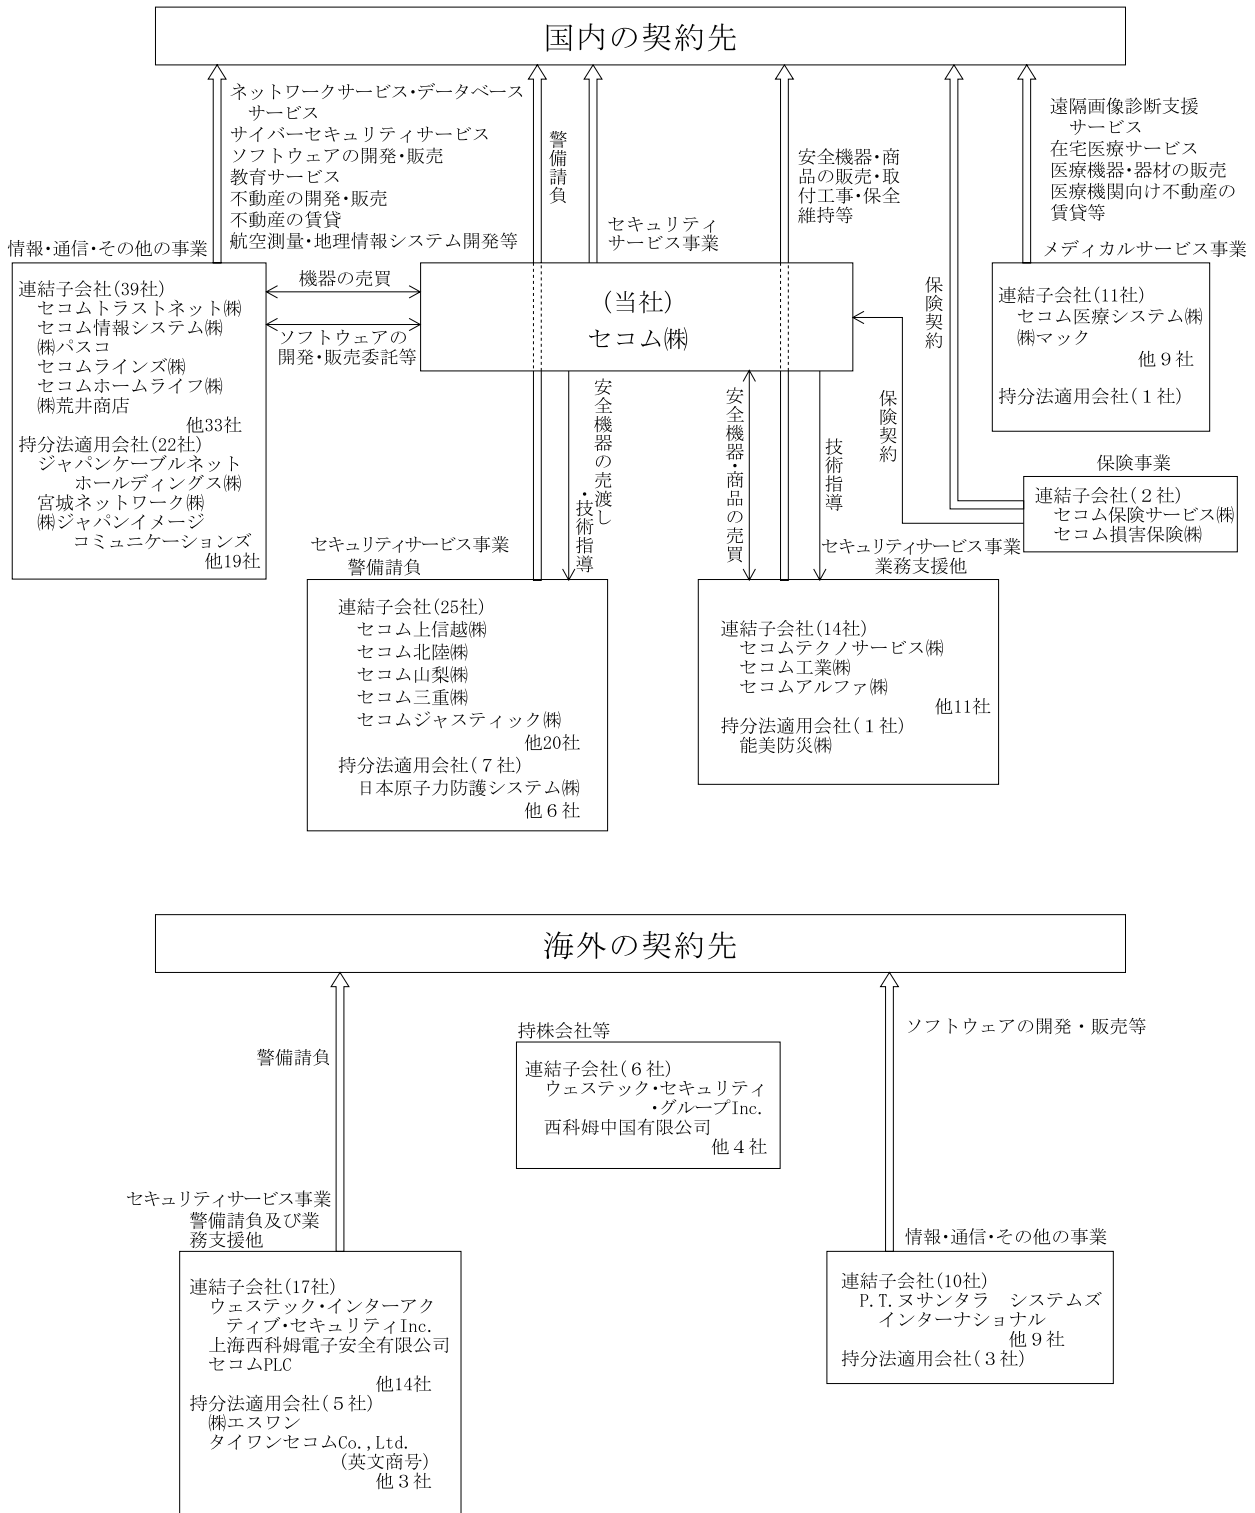 国内の契約先
ネットワークサービス・データベース
サービス
サイバーセキュリティサービス
ソフトウェアの開発・販売
教育サービス
不動産の開発・販売
不動産の賃貸
航空測量・地理情報システム開発等
警備請負
セキュリティ
サービス事業
安全機器・商
品の販売・取
付工事・保全
維持等
保険契約
遠隔画像診断支援
サービス
在宅医療サービス
医療機器・器材の販売
医療機関向け不動産の
賃貸等
情報・通信・その他の事業
連結子会社(39社)
セコムトラストネット㈱
セコム情報システム㈱
㈱パスコ
セコムラインズ㈱
セコムホームライフ㈱
㈱荒井商店
他33社
持分法適用会社(22社)
ジャパンケーブルネット
ホールディングス㈱
宮城ネットワーク㈱
㈱ジャパンイメージ
コミュニケーションズ
他19社
機器の売買
ソフトウェアの
開発・販売委託等
(当社)
セコム㈱
メディカルサービス事業
連結子会社(11社)
セコム医療システム㈱
㈱マック
他９社
持分法適用会社(１社)
安全機器の売渡し
・技術指導
安全機器・商品の売買
技術指導
保険契約
保険事業
連結子会社(２社)
セコム保険サービス㈱
セコム損害保険㈱
セキュリティサービス事業
警備請負
連結子会社(25社)
セコム上信越㈱
セコム北陸㈱
セコム山梨㈱
セコム三重㈱
セコムジャスティック㈱
他20社
持分法適用会社(７社)
日本原子力防護システム㈱
他６社
セキュリティサービス事業
業務支援他
連結子会社(14社)
セコムテクノサービス㈱
セコム工業㈱
セコムアルファ㈱
他11社
持分法適用会社(１社)
能美防災㈱
海外の契約先
警備請負
セキュリティサービス事業
警備請負及び業
務支援他
連結子会社(17社)
ウェステック・インターアク
ティブ・セキュリティInc.
上海西科姆電子安全有限公司
セコムPLC
他14社
持分法適用会社(５社)
㈱エスワン
タイワンセコムCo.,Ltd.
(英文商号)
他３社
持株会社等
連結子会社(６社)
ウェステック・セキュリティ
・グループInc.
西科姆中国有限公司
他４社
ソフトウェアの開発・販売等
情報・通信・その他の事業
連結子会社(10社)
P.T.ヌサンタラ　システムズ
インターナショナル
他９社
持分法適用会社(３社)